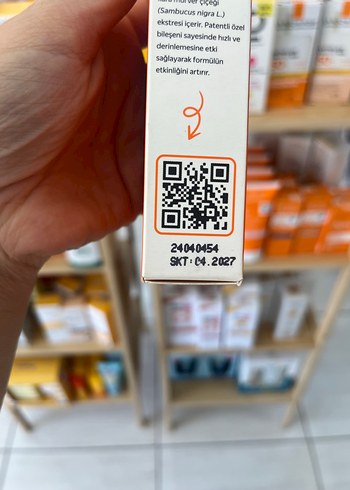 kara mürver çiçeği
(Sambucus nigra L.)
ekstresi içerir. Patentli özel
bileşeni sayesinde hızlı ve
derinlemesine etki
sağlayarak formülün
etkinliğini artırır.
24040454
SKT: 04.2027